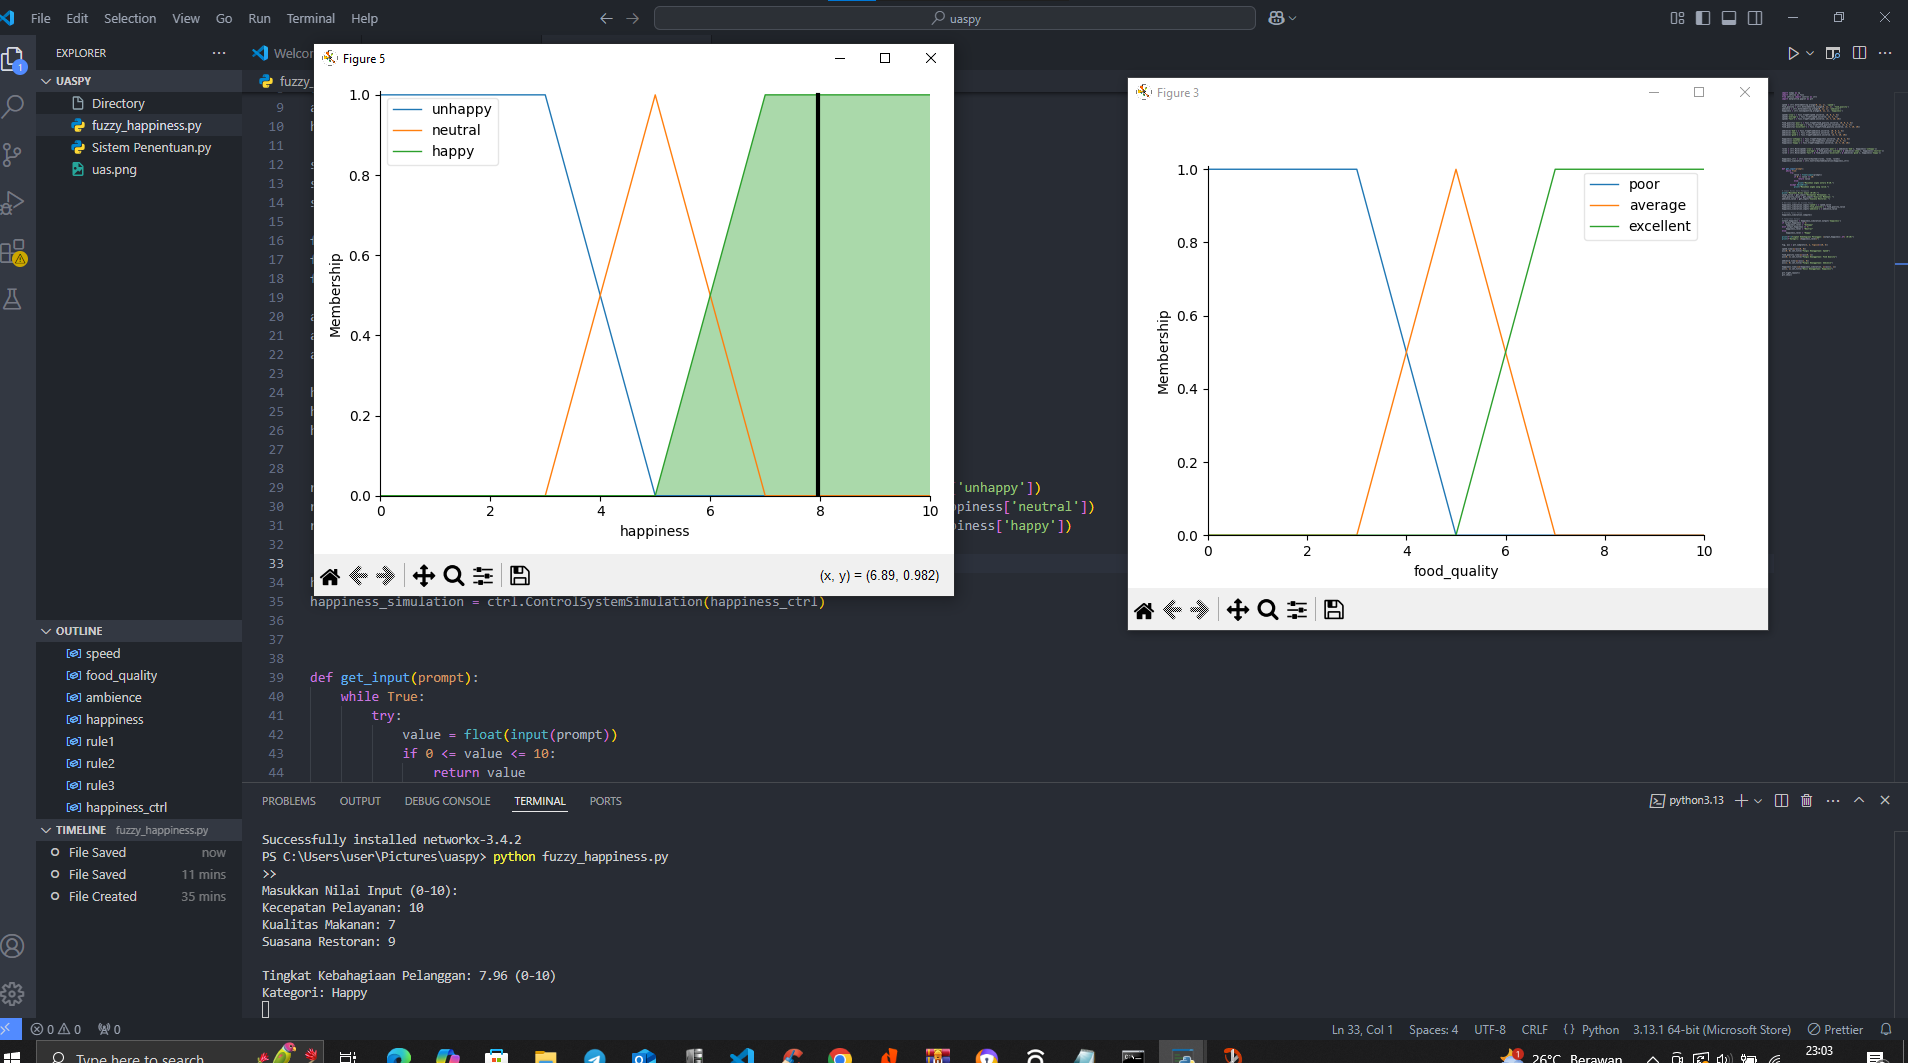 File Edit Selection View Go Run Terminal Help
uaspy
EXPLORER
UASPY
Directory
fuzzy_happiness.py
Sistem Penentuan.py
uas.png
OUTLINE
speed
food_quality
ambience
happiness
rule1
rule2
rule3
happiness_ctrl
TIMELINE fuzzy_happiness.py
File Saved now
File Saved 11 mins
File Created 35 mins
Figure 5
1.0
0.8
0.6
0.4
0.2
0.0
Membership
unhappy
neutral
happy
0 2 4 6 8 10
happiness
(x, y) = (6.89, 0.982)
Figure 3
1.0
0.8
0.6
0.4
0.2
0.0
Membership
poor
average
excellent
0 2 4 6 8 10
food_quality
9
10
11
12
13
14
15
16
17
18
19
20
21
22
23
24
25
26
27
28
29 'unhappy'])
30 piness['neutral'])
31 iness['happy'])
32
33
34
35 happiness_simulation = ctrl.ControlSystemSimulation(happiness_ctrl)
36
37
38
39 def get_input(prompt):
40 while True:
41 try:
42 value = float(input(prompt))
43 if 0 <= value <= 10:
44 return value
PROBLEMS OUTPUT DEBUG CONSOLE TERMINAL PORTS
python3.13
Successfully installed networkx-3.4.2
PS C:\Users\user\Pictures\uaspy> python fuzzy_happiness.py
>>
Masukkan Nilai Input (0-10):
Kecepatan Pelayanan: 10
Kualitas Makanan: 7
Suasana Restoran: 9
Tingkat Kebahagiaan Pelanggan: 7.96 (0-10)
Kategori: Happy
0 0 0
Ln 33, Col 1 Spaces: 4 UTF-8 CRLF {} Python 3.13.1 64-bit (Microsoft Store) Prettier
Type here to search
26°C Berawan
23:03